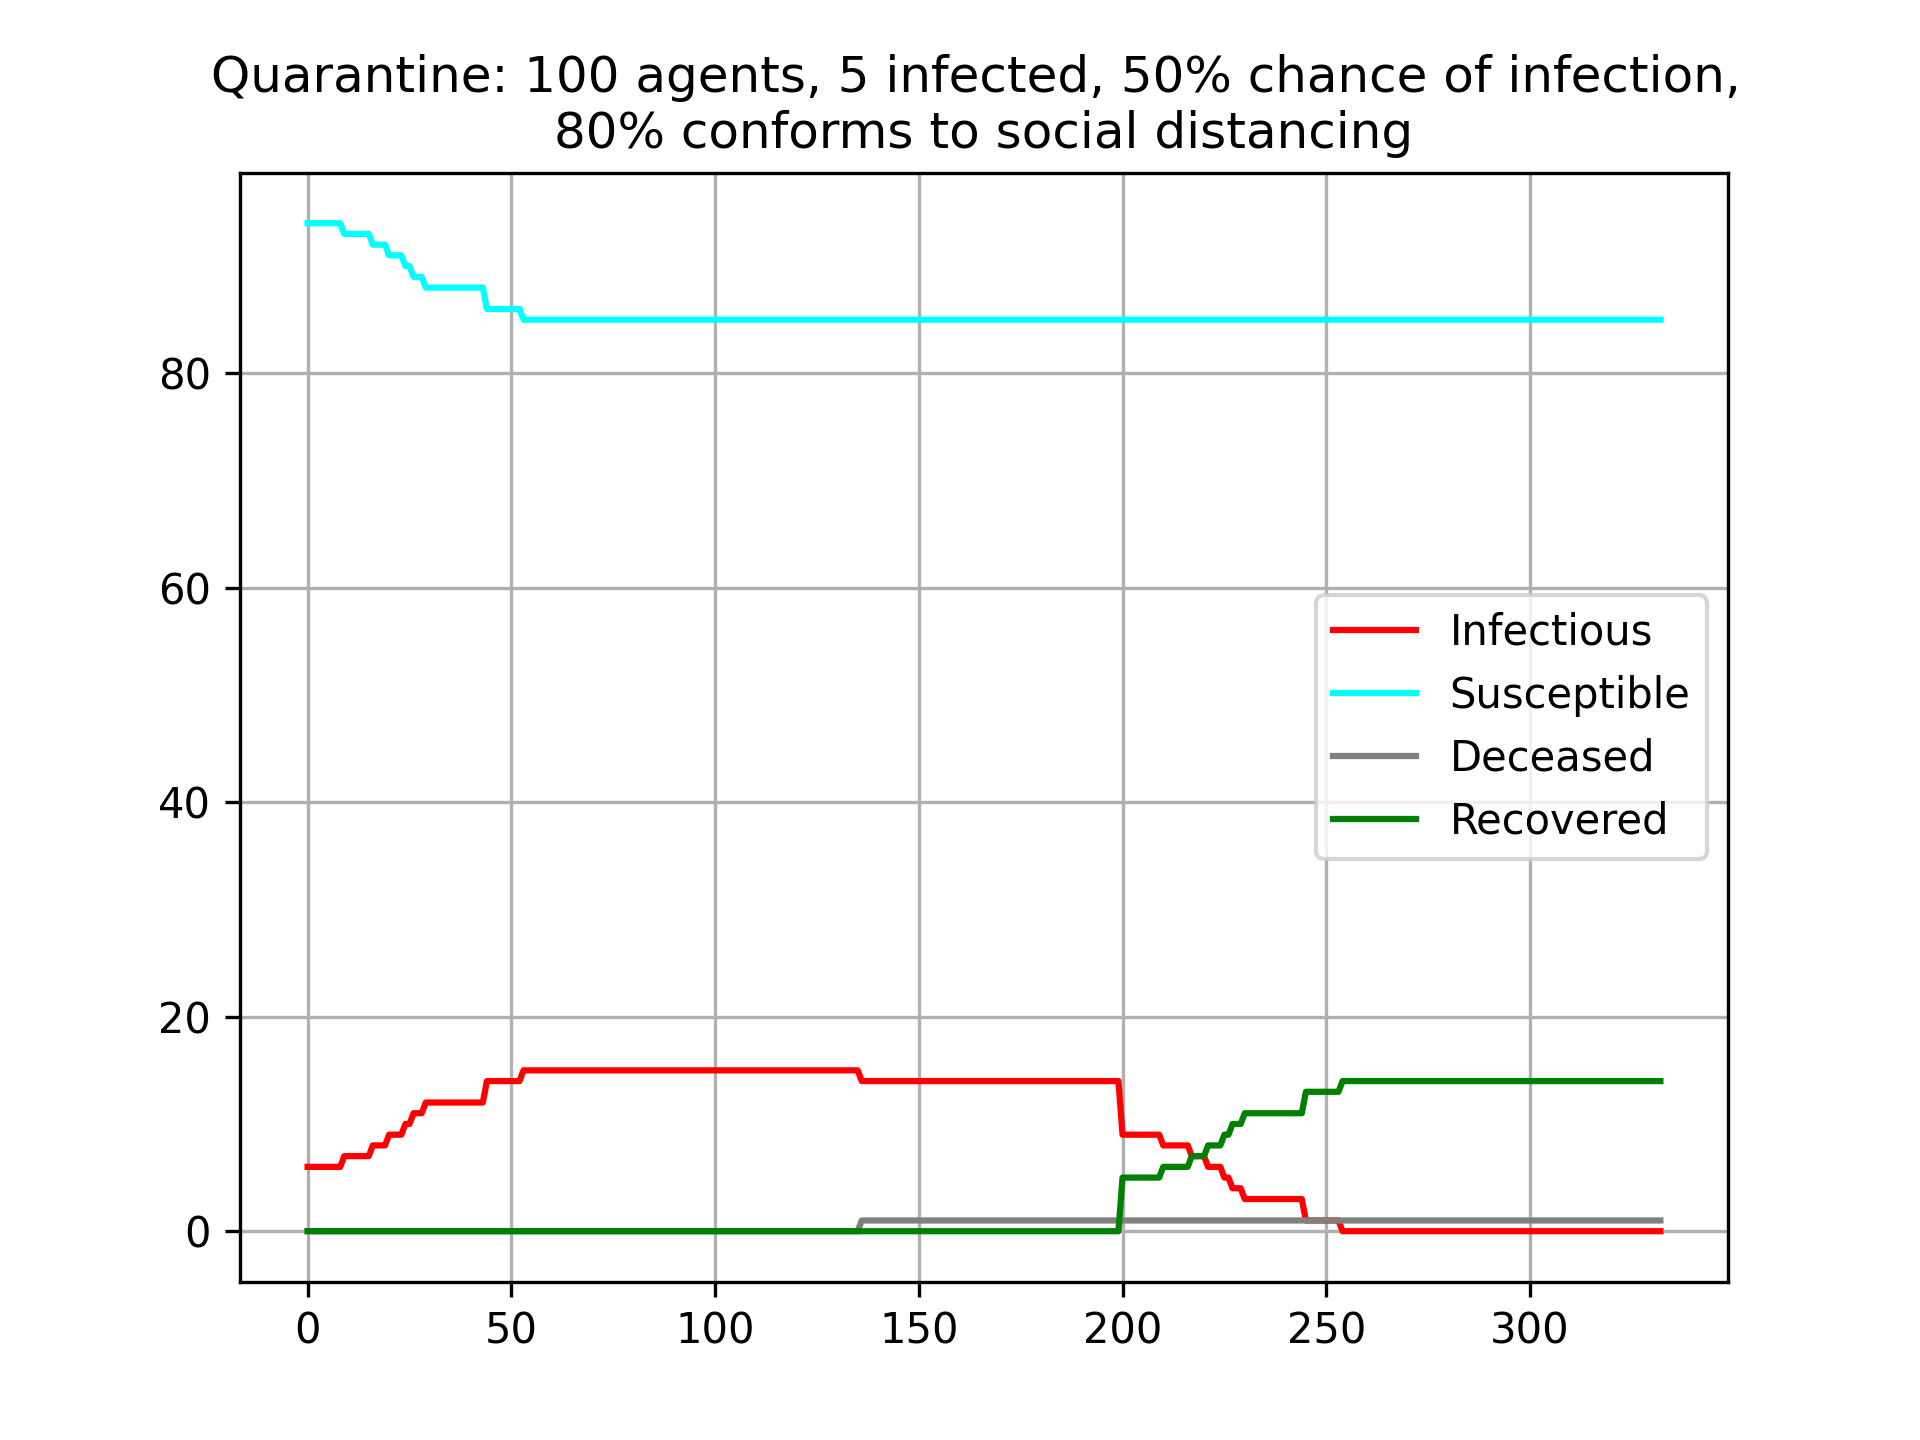 Quarantine: 100 agents, 5 infected, 50% chance of infection,
80% conforms to social distancing
80
60
40
20
0
Infectious
Susceptible
Deceased
Recovered
0 50 100 150 200 250 300